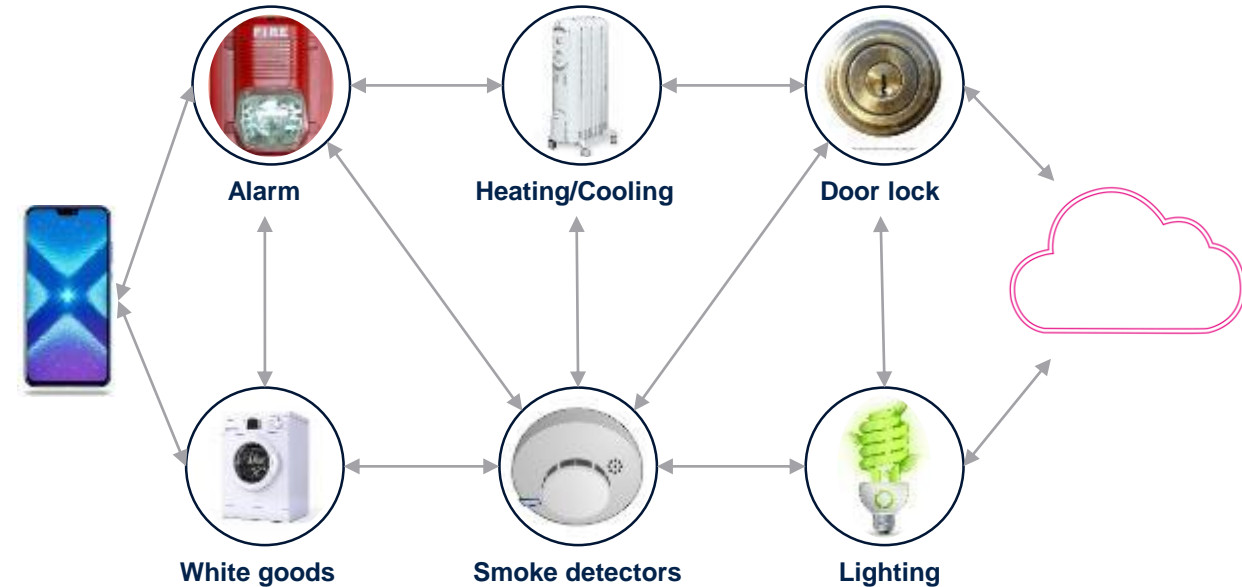 FIRE
Alarm
Heating/Cooling
Door lock
White goods
Smoke detectors
Lighting